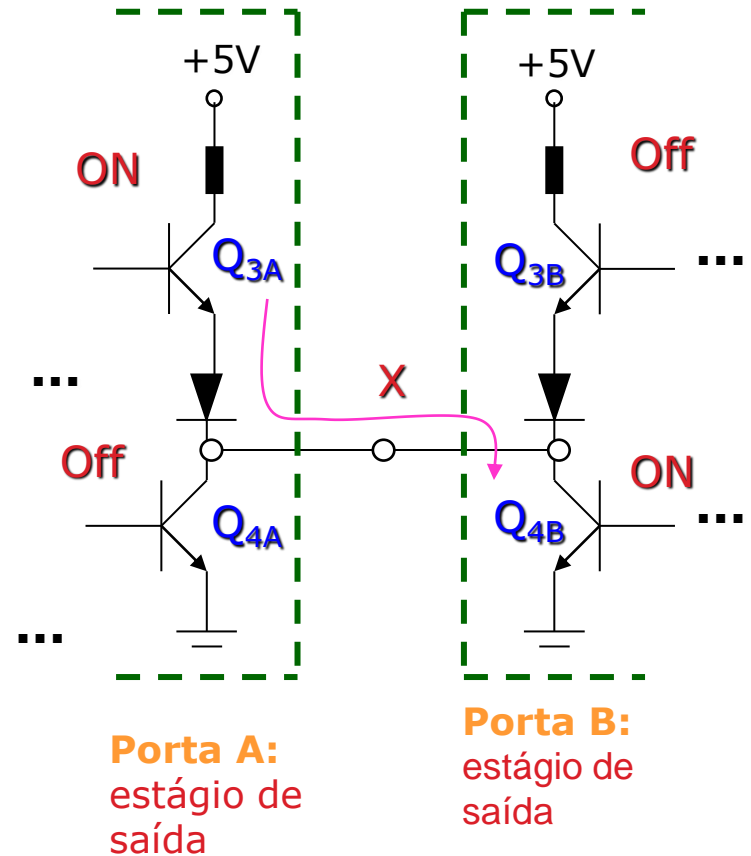 +5V
+5V
ON
Off
Q3A
Q3B
...
X
...
Off
ON
Q4A
Q4B
...
...
Porta A:
estágio de
saída
Porta B:
estágio de
saída